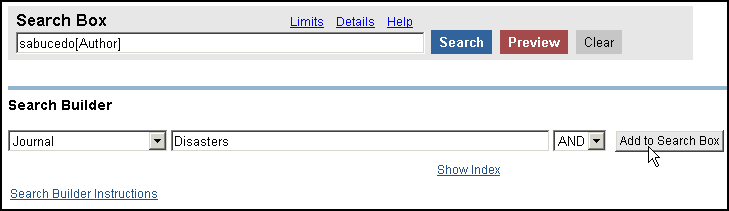 Search Box Limits Details Help
sabucedo[Author] Search Preview Clear
Search Builder
Journal Disasters AND Add to Search Box
Show Index
Search Builder Instructions